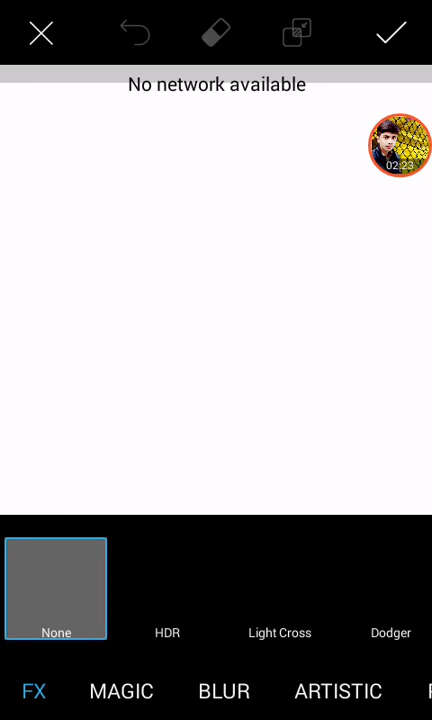 No network available
02:23
None
HDR
Light Cross
Dodger
FX
MAGIC
BLUR
ARTISTIC